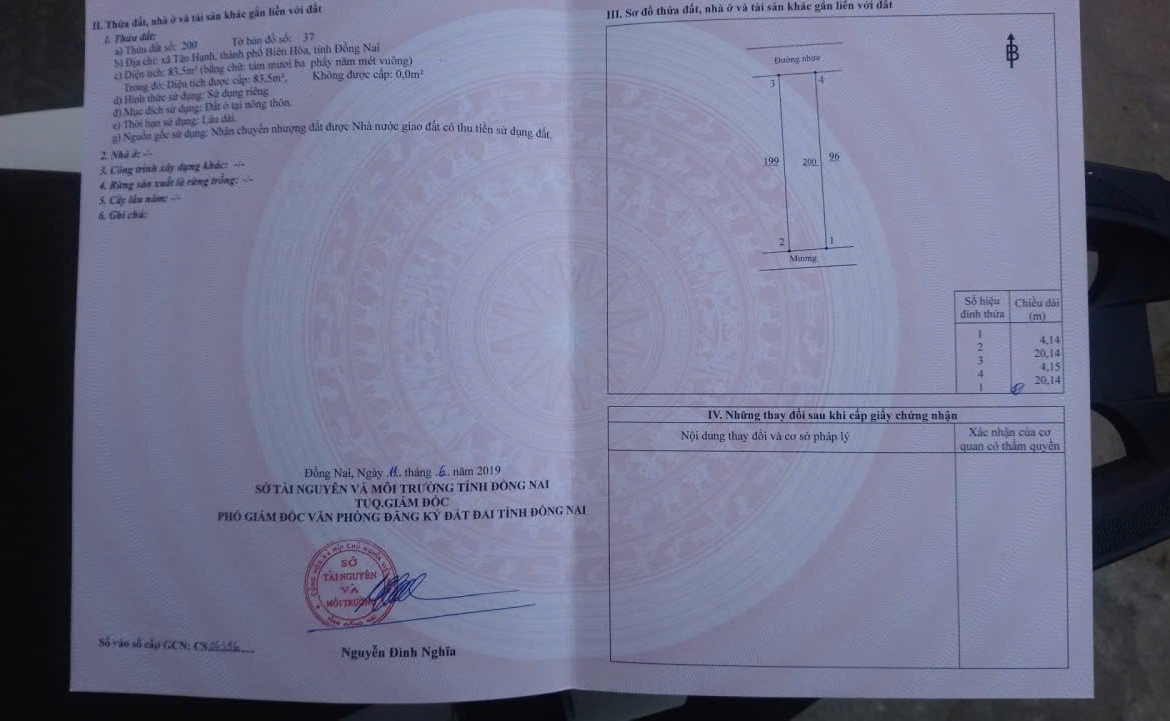 II. Thửa đất, nhà ở và tài sản khác gắn liền với đất
1. Thửa đất:
a) Thửa đất số: 200 Tờ bản đồ số: 37
b) Địa chỉ: xã Tân Hạnh, thành phố Biên Hòa, tỉnh Đồng Nai
c) Diện tích: 83,5m² (bằng chữ: tám mươi ba phẩy năm mét vuông)
Trong đó: Diện tích được cấp: 83,5m², Không được cấp: 0,0m²
d) Hình thức sử dụng: Sử dụng riêng
đ) Mục đích sử dụng: Đất ở tại nông thôn.
e) Thời hạn sử dụng: Lâu dài.
g) Nguồn gốc sử dụng: Nhận chuyển nhượng đất được Nhà nước giao đất có thu tiền sử dụng đất.
2. Nhà ở: -/-
3. Công trình xây dựng khác: -/-
4. Rừng sản xuất là rừng trồng: -/-
5. Cây lâu năm: -/-
6. Ghi chú:
Đồng Nai, Ngày 11 tháng 6 năm 2019
SỞ TÀI NGUYÊN VÀ MÔI TRƯỜNG TỈNH ĐỒNG NAI
TUQ.GIÁM ĐỐC
PHÓ GIÁM ĐỐC VĂN PHÒNG ĐĂNG KÝ ĐẤT ĐAI TỈNH ĐỒNG NAI
SỞ
TÀI NGUYÊN
VÀ
MÔI TRƯỜNG
TỈNH ĐỒNG NAI
Số vào sổ cấp GCN: CS
Nguyễn Đình Nghĩa
III. Sơ đồ thửa đất, nhà ở và tài sản khác gắn liền với đất
B
Đường nhựa
3 4
199 200 96
2 1
Mương
Số hiệu đỉnh thửa Chiều dài (m)
1
4,14
2
20,14
3
4,15
4
20,14
1
IV. Những thay đổi sau khi cấp giấy chứng nhận
Nội dung thay đổi và cơ sở pháp lý
Xác nhận của cơ
quan có thẩm quyền